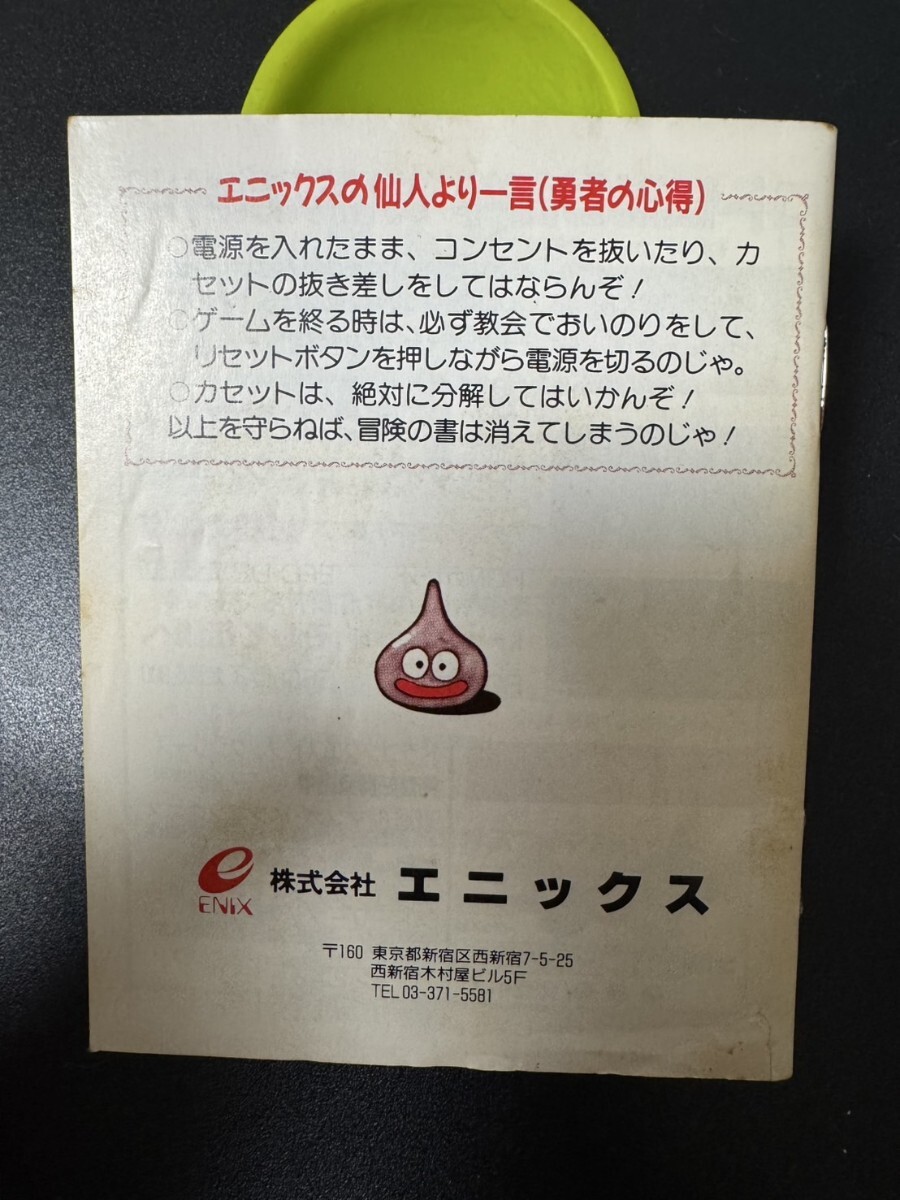 エニックスの仙人より一言(勇者の心得)
○電源を入れたまま、コンセントを抜いたり、カ
セットの抜き差しをしてはならんぞ!
○ゲームを終る時は、必ず教会でおいのりをして、
リセットボタンを押しながら電源を切るのじゃ。
○カセットは、絶対に分解してはいかんぞ!
以上を守らねば、冒険の書は消えてしまうのじゃ!
ENIX 株式会社 エニックス
〒160 東京都新宿区西新宿7-5-25
西新宿木村屋ビル5F
TEL 03-371-5581